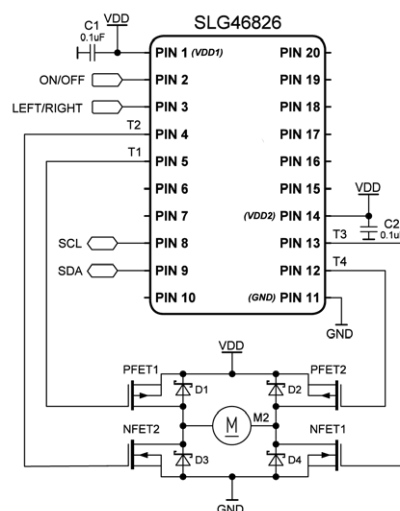 SLG46826
C1
VDD
0.1uF
PIN 1 (VDD1)
PIN 20
ON/OFF
PIN 2
PIN 19
LEFT/RIGHT
PIN 3
PIN 18
T2
PIN 4
PIN 17
T1
PIN 5
PIN 16
PIN 6
PIN 15
VDD
PIN 7
(VDD2) PIN 14
C2
0.1uF
SCL
PIN 8
PIN 13
T3
SDA
PIN 9
PIN 12
T4
PIN 10
(GND) PIN 11
GND
VDD
PFET1
PFET2
D1
D2
M
M2
NFET2
NFET1
D3
D4
GND